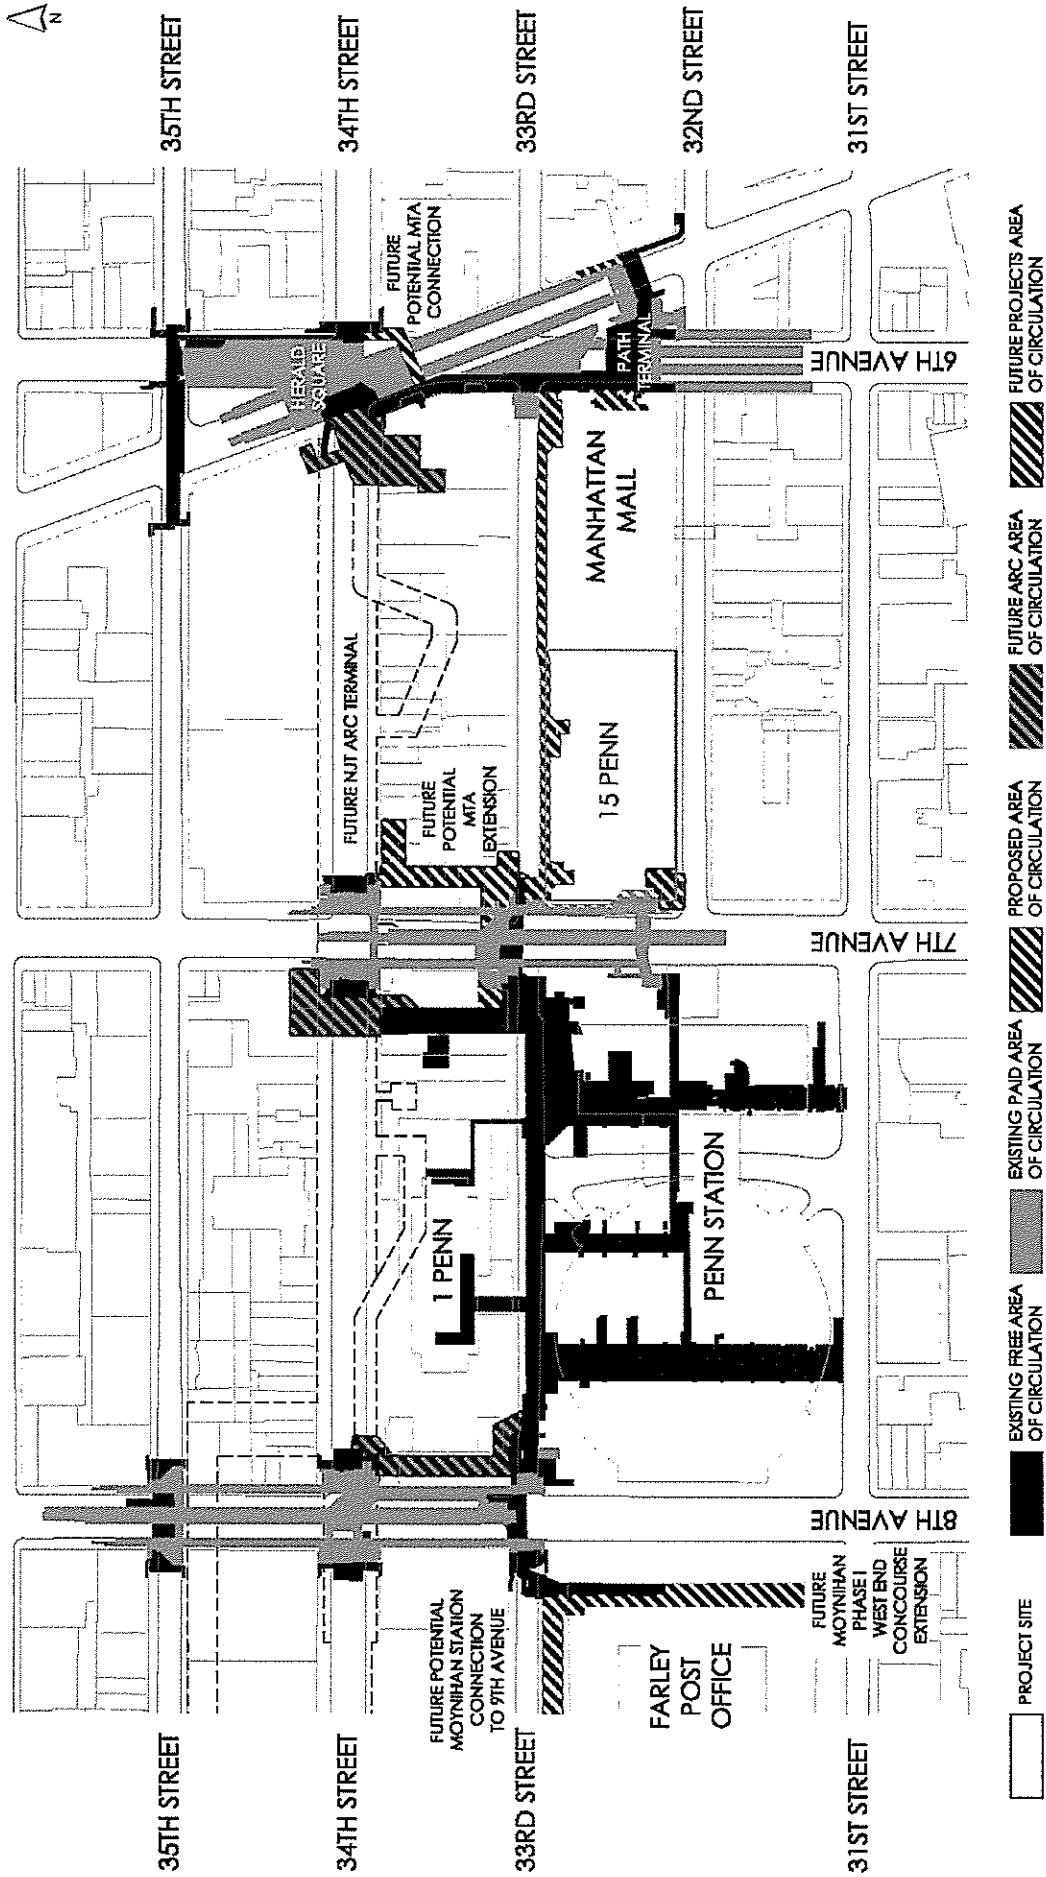 N
35TH STREET
34TH STREET
33RD STREET
32ND STREET
31ST STREET
FUTURE
POTENTIAL MTA
CONNECTION
HERALD
SQUARE
PATH
TERMINAL
6TH AVENUE
MANHATTAN
MALL
FUTURE NJT ARC TERMINAL
FUTURE
POTENTIAL
MTA
EXTENSION
15 PENN
7TH AVENUE
1 PENN
PENN STATION
8TH AVENUE
FUTURE POTENTIAL
MOYNIHAN STATION
CONNECTION
TO 9TH AVENUE
FARLEY
POST
OFFICE
FUTURE
MOYNIHAN
PHASE I
WEST END
CONCOURSE
EXTENSION
35TH STREET
34TH STREET
33RD STREET
31ST STREET
PROJECT SITE
EXISTING FREE AREA
OF CIRCULATION
EXISTING PAID AREA
OF CIRCULATION
PROPOSED AREA
OF CIRCULATION
FUTURE ARC AREA
OF CIRCULATION
FUTURE PROJECTS AREA
OF CIRCULATION